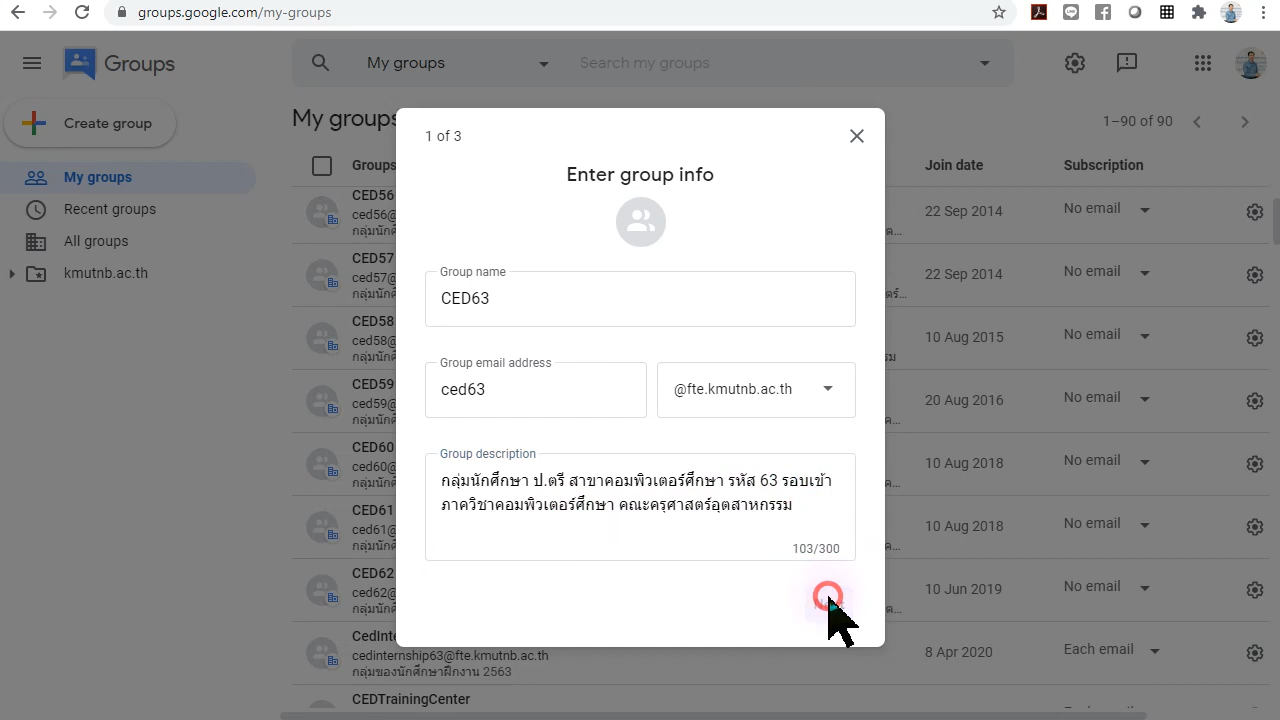 groups.google.com/my-groups
Groups
My groups
Search my groups
Create group
My groups
1–90 of 90
My groups
Recent groups
All groups
kmutnb.ac.th
Groups
Join date
Subscription
CED56
ced56@
22 Sep 2014
No email
CED57
ced57@
22 Sep 2014
No email
CED58
ced58@
10 Aug 2015
No email
CED59
ced59@
20 Aug 2016
No email
CED60
ced60@
10 Aug 2018
No email
CED61
ced61@
10 Aug 2018
No email
CED62
ced62@
10 Jun 2019
No email
cedinternship63@fte.kmutnb.ac.th
กลุ่มของนักศึกษาฝึกงาน 2563
8 Apr 2020
Each email
CEDTrainingCenter
1 of 3
Enter group info
Group name
CED63
Group email address
ced63
@fte.kmutnb.ac.th
Group description
กลุ่มนักศึกษา ป.ตรี สาขาคอมพิวเตอร์ศึกษา รหัส 63 รอบเข้า
ภาควิชาคอมพิวเตอร์ศึกษา คณะครุศาสตร์อุตสาหกรรม
103/300